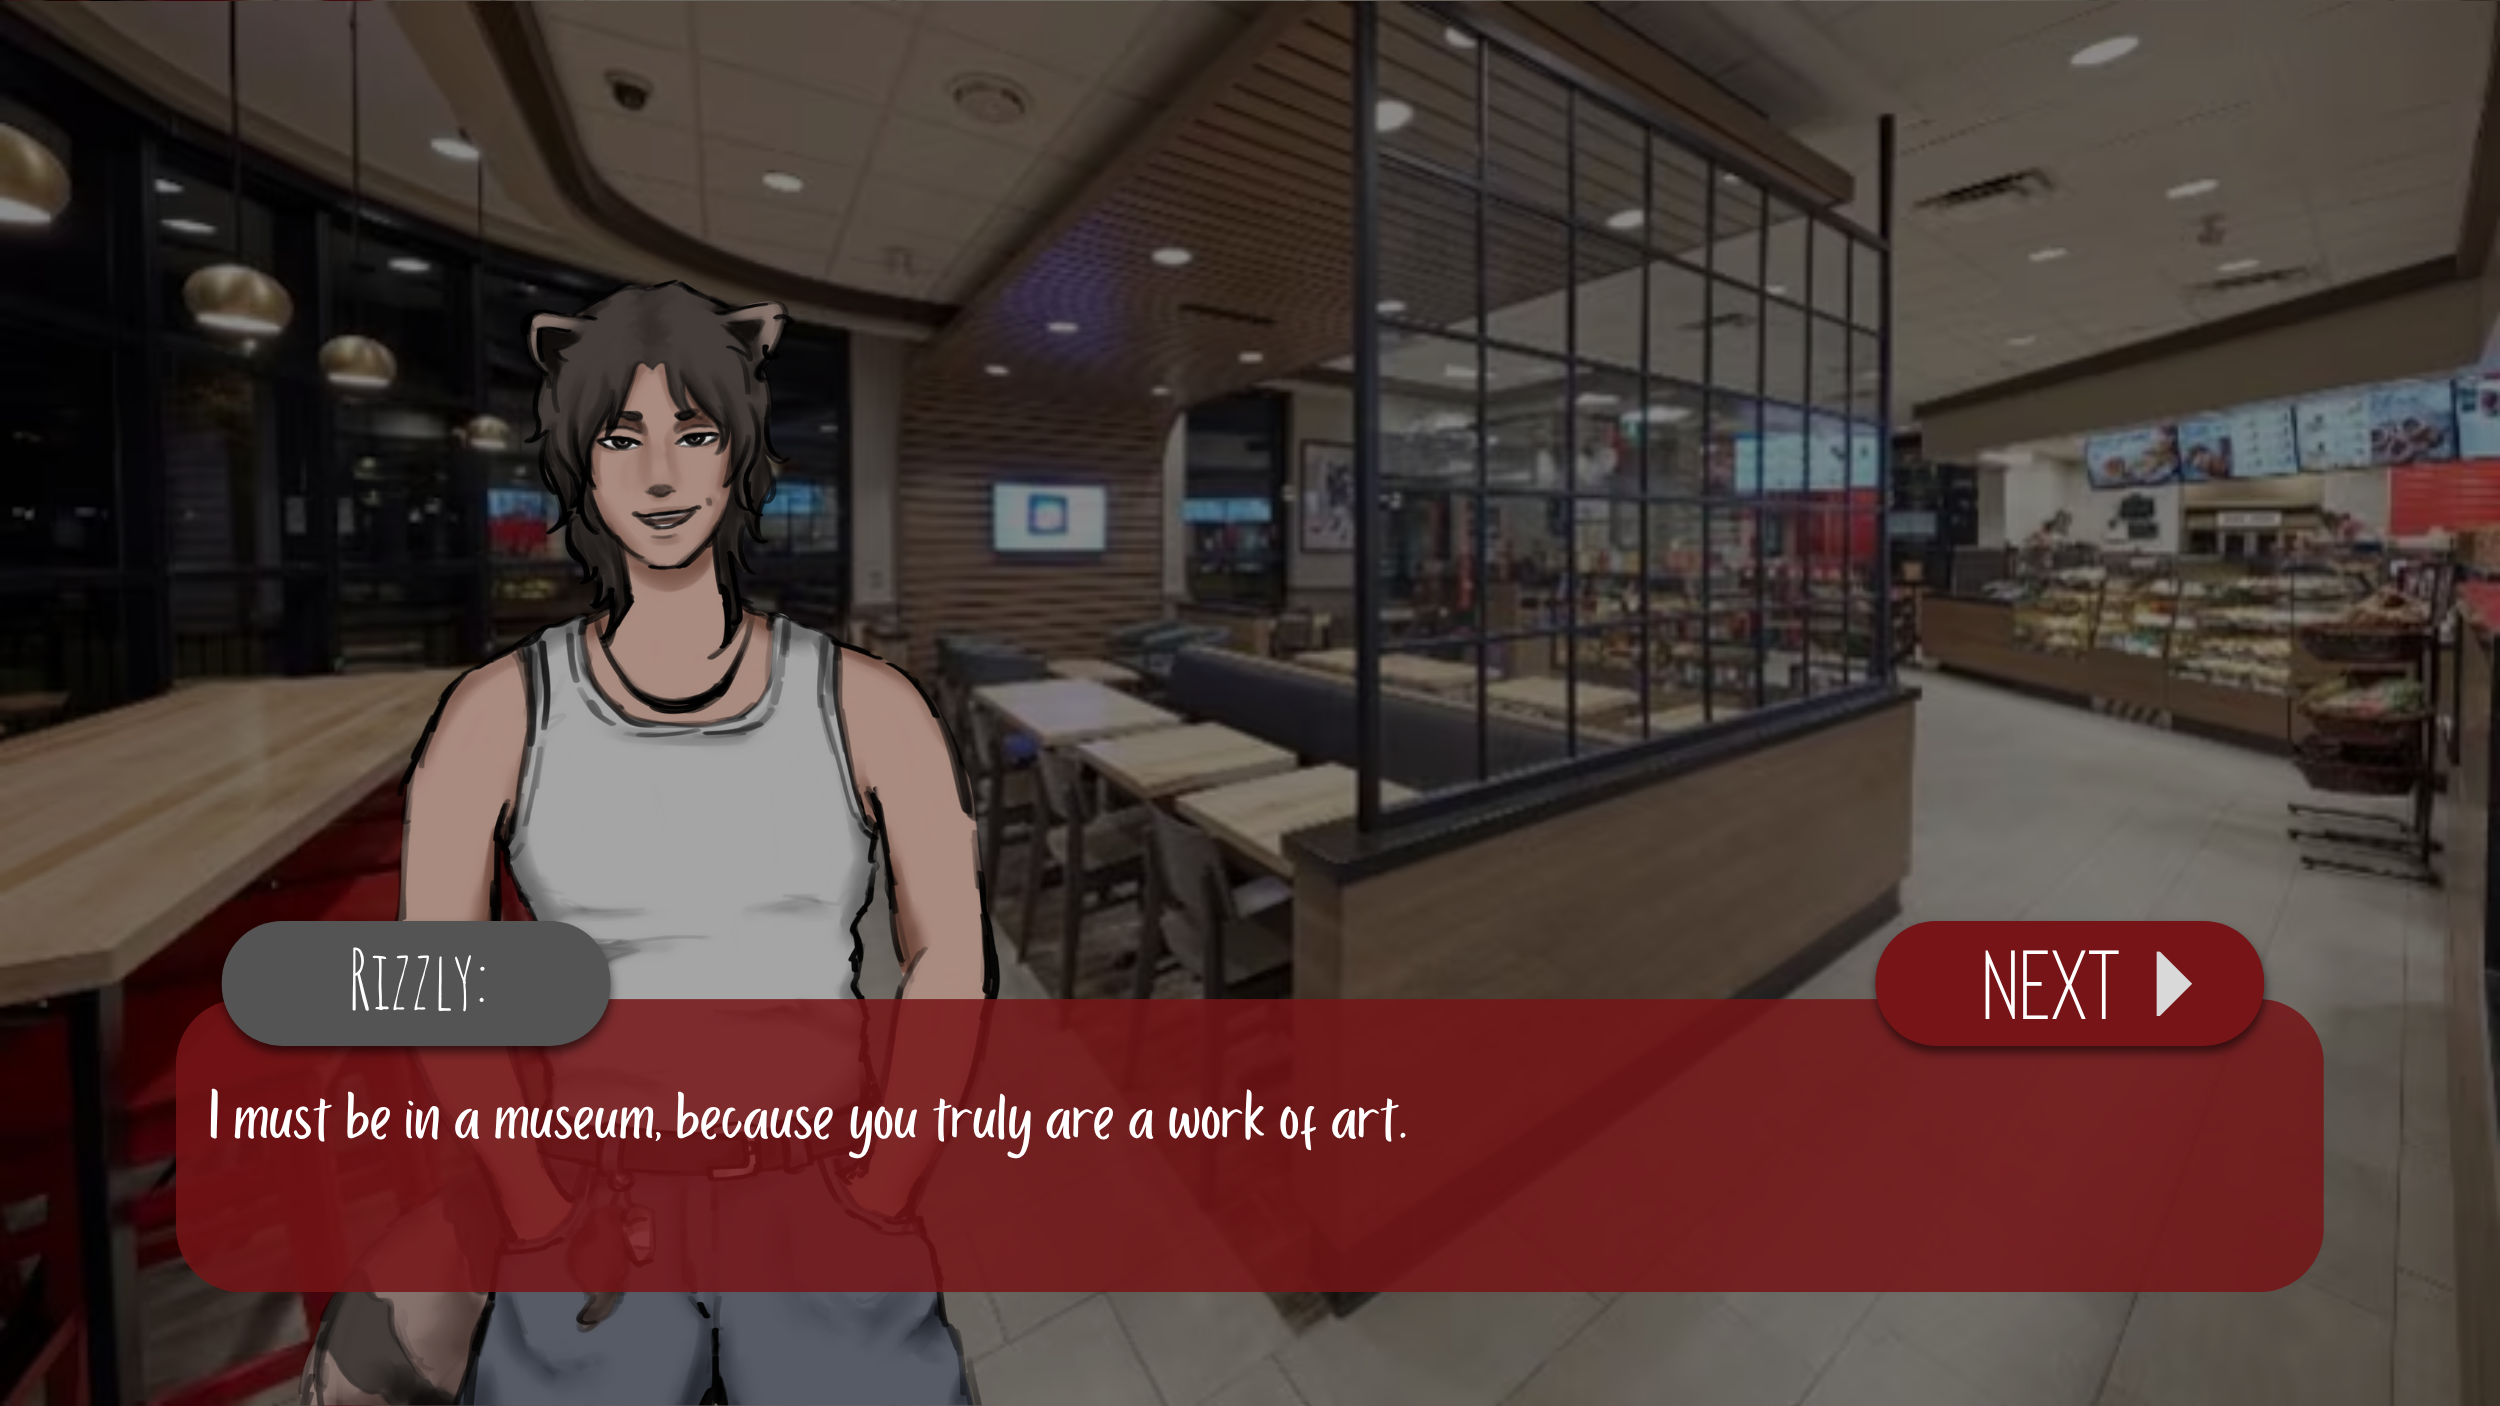 Rizzly:
NEXT
I must be in a museum, because you truly are a work of art.